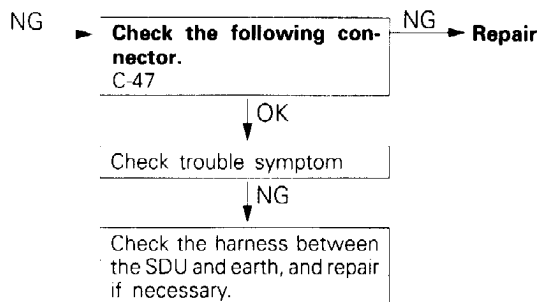 NG
Check the following con-
nector.
C-47
NG
Repair
OK
Check trouble symptom
NG
Check the harness between
the SDU and earth, and repair
if necessary.